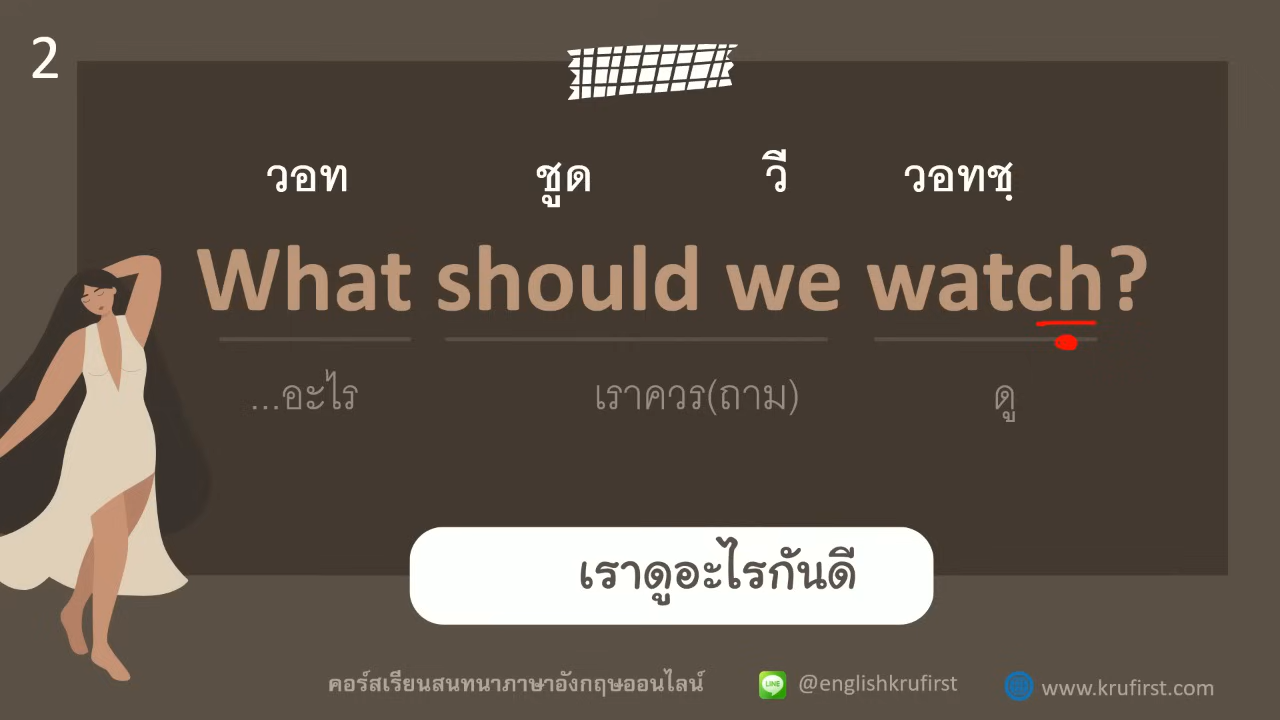 2
วอท ชูด วี วอทชฺ
What should we watch?
...อะไร เราควร(ถาม) ดู
เราดูอะไรกันดี
คอร์สเรียนสนทนาภาษาอังกฤษออนไลน์ LINE @englishkrufirst www.krufirst.com